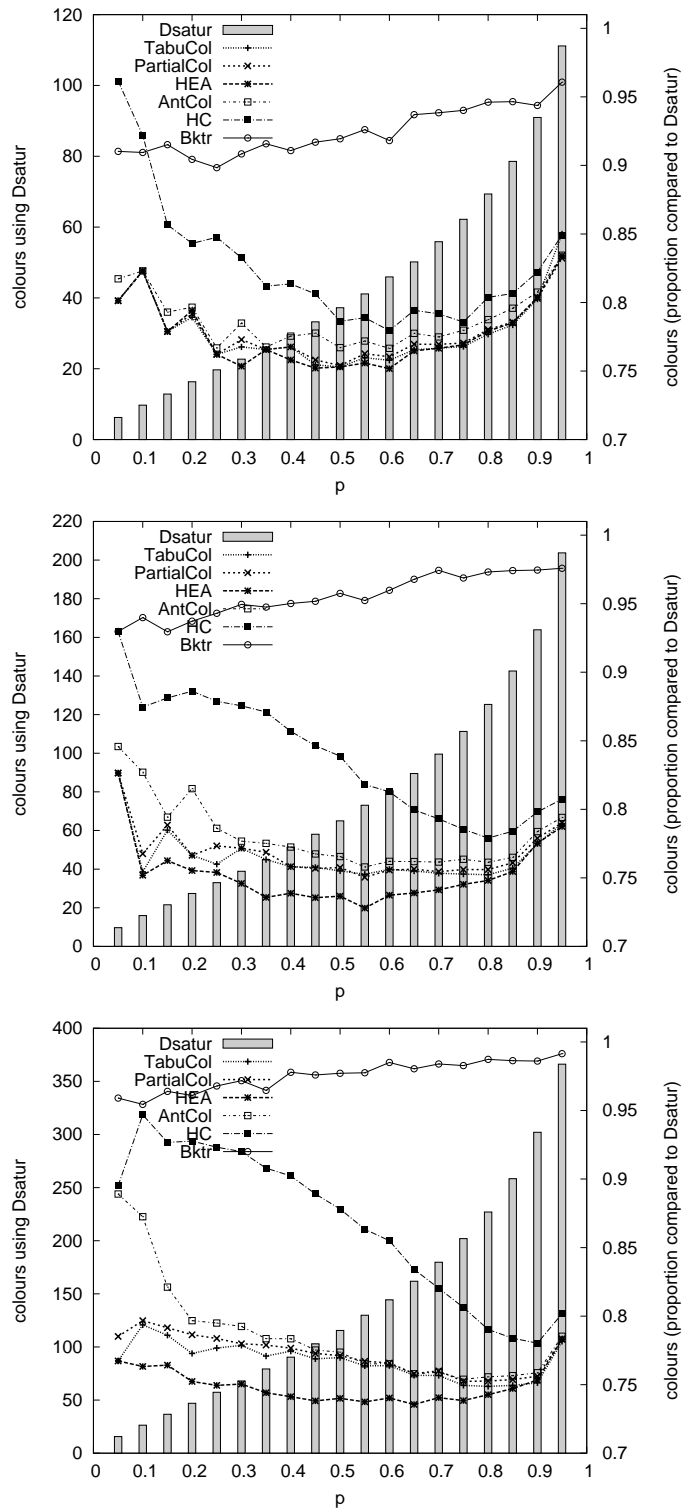 Dsatur
TabuCol
PartialCol
HEA
AntCol
HC
Bktr
colours using Dsatur
120
100
80
60
40
20
0
colours (proportion compared to Dsatur)
1
0.95
0.9
0.85
0.8
0.75
0.7
0 0.1 0.2 0.3 0.4 0.5 0.6 0.7 0.8 0.9 1
p
Dsatur
TabuCol
PartialCol
HEA
AntCol
HC
Bktr
colours using Dsatur
220
200
180
160
140
120
100
80
60
40
20
0
colours (proportion compared to Dsatur)
1
0.95
0.9
0.85
0.8
0.75
0.7
0 0.1 0.2 0.3 0.4 0.5 0.6 0.7 0.8 0.9 1
p
Dsatur
TabuCol
PartialCol
HEA
AntCol
HC
Bktr
colours using Dsatur
400
350
300
250
200
150
100
50
0
colours (proportion compared to Dsatur)
1
0.95
0.9
0.85
0.8
0.75
0.7
0 0.1 0.2 0.3 0.4 0.5 0.6 0.7 0.8 0.9 1
p